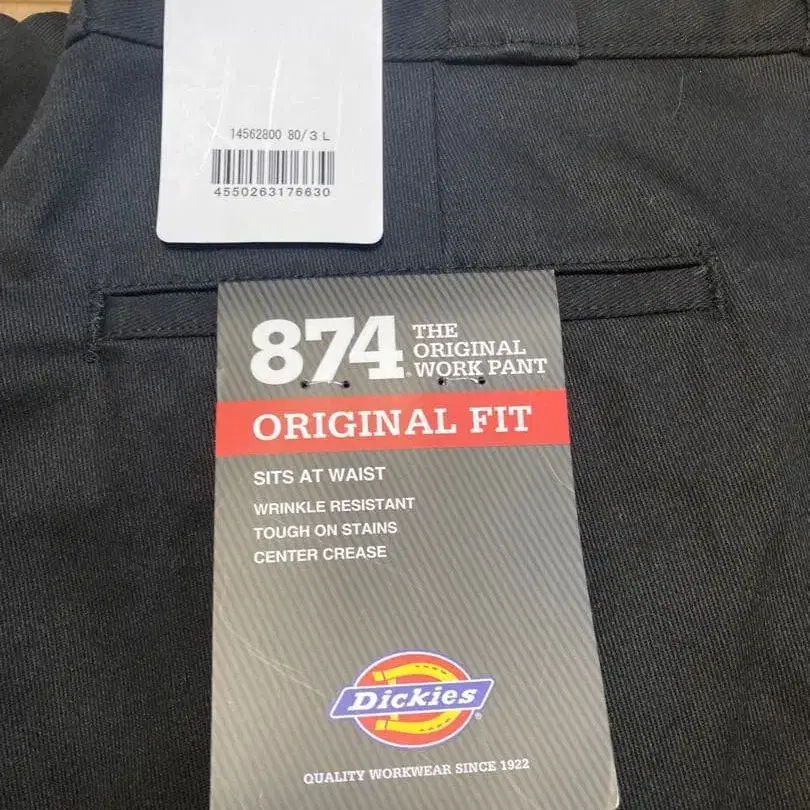 14562800 80/3L
4550263176630
874 THE
ORIGINAL
WORK PANT
ORIGINAL FIT
SITS AT WAIST
WRINKLE RESISTANT
TOUGH ON STAINS
CENTER CREASE
Dickies®
QUALITY WORKWEAR SINCE 1922